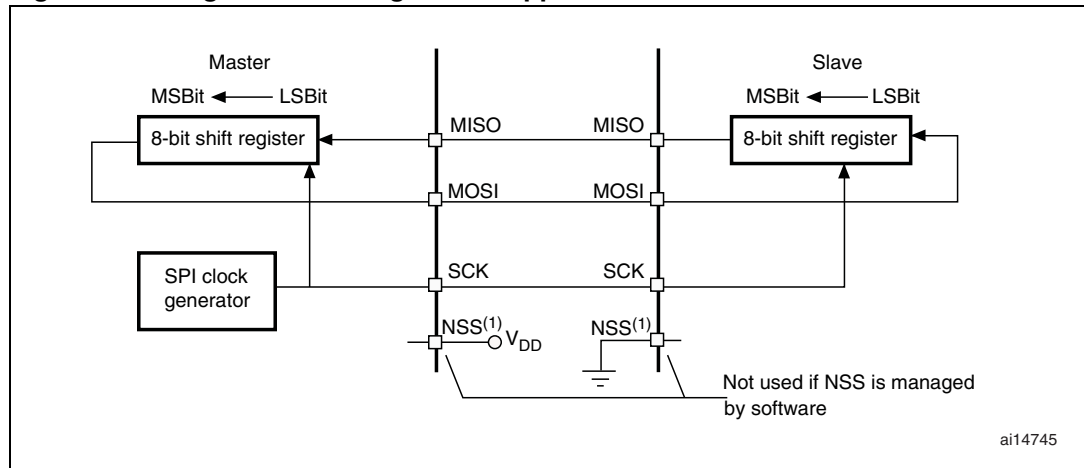 Master
MSBit LSBit
8-bit shift register
SPI clock
generator
MISO
MOSI
SCK
NSS(1)
VDD
MISO
MOSI
SCK
NSS(1)
Slave
MSBit LSBit
8-bit shift register
Not used if NSS is managed
by software
ai14745